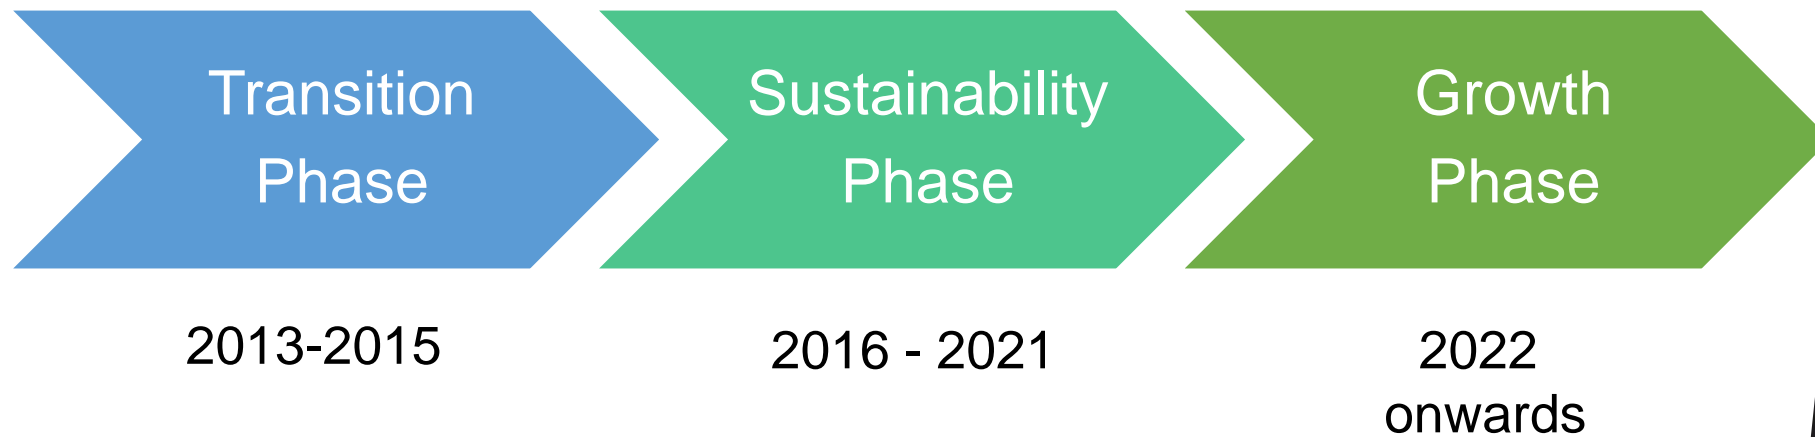 Transition
Phase
Sustainability
Phase
Growth
Phase
2013-2015
2016 - 2021
2022
onwards